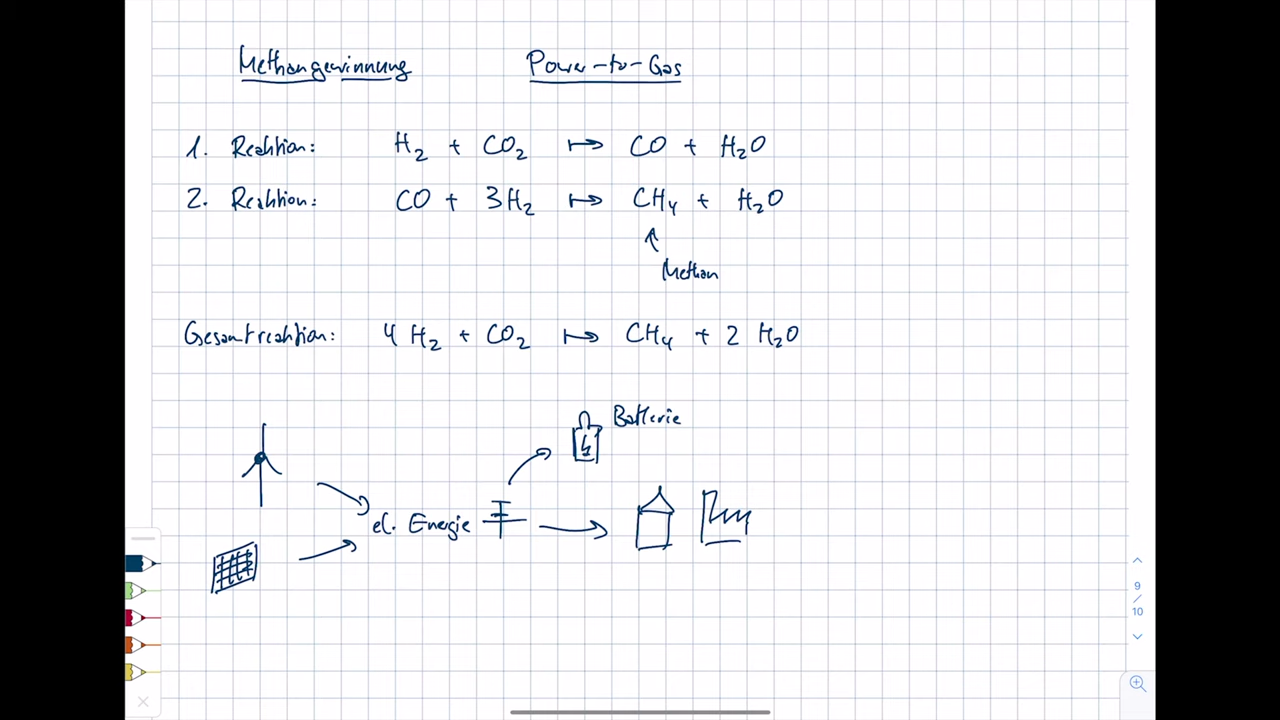 Methangewinnung Power-to-Gas
1. Reaktion: H₂ + CO₂ ↦ CO + H₂O
2. Reaktion: CO + 3H₂ ↦ CH₄ + H₂O
↑
Methan
Gesamtreaktion: 4 H₂ + CO₂ ↦ CH₄ + 2 H₂O
Batterie
el. Energie
9
/
10